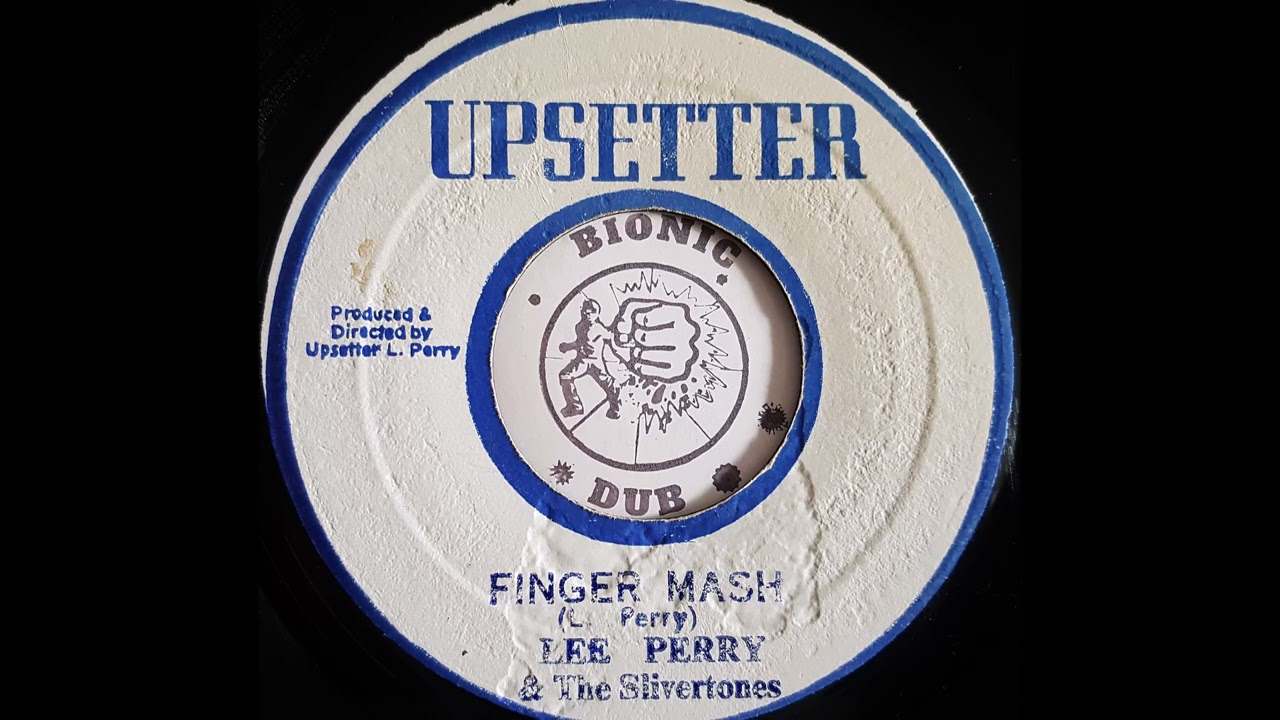 UPSETTER
BIONIC
Produced &
Directed by
Upsetter L. Perry
DUB
FINGER MASH
(L. Perry)
LEE PERRY
& The Slivertones